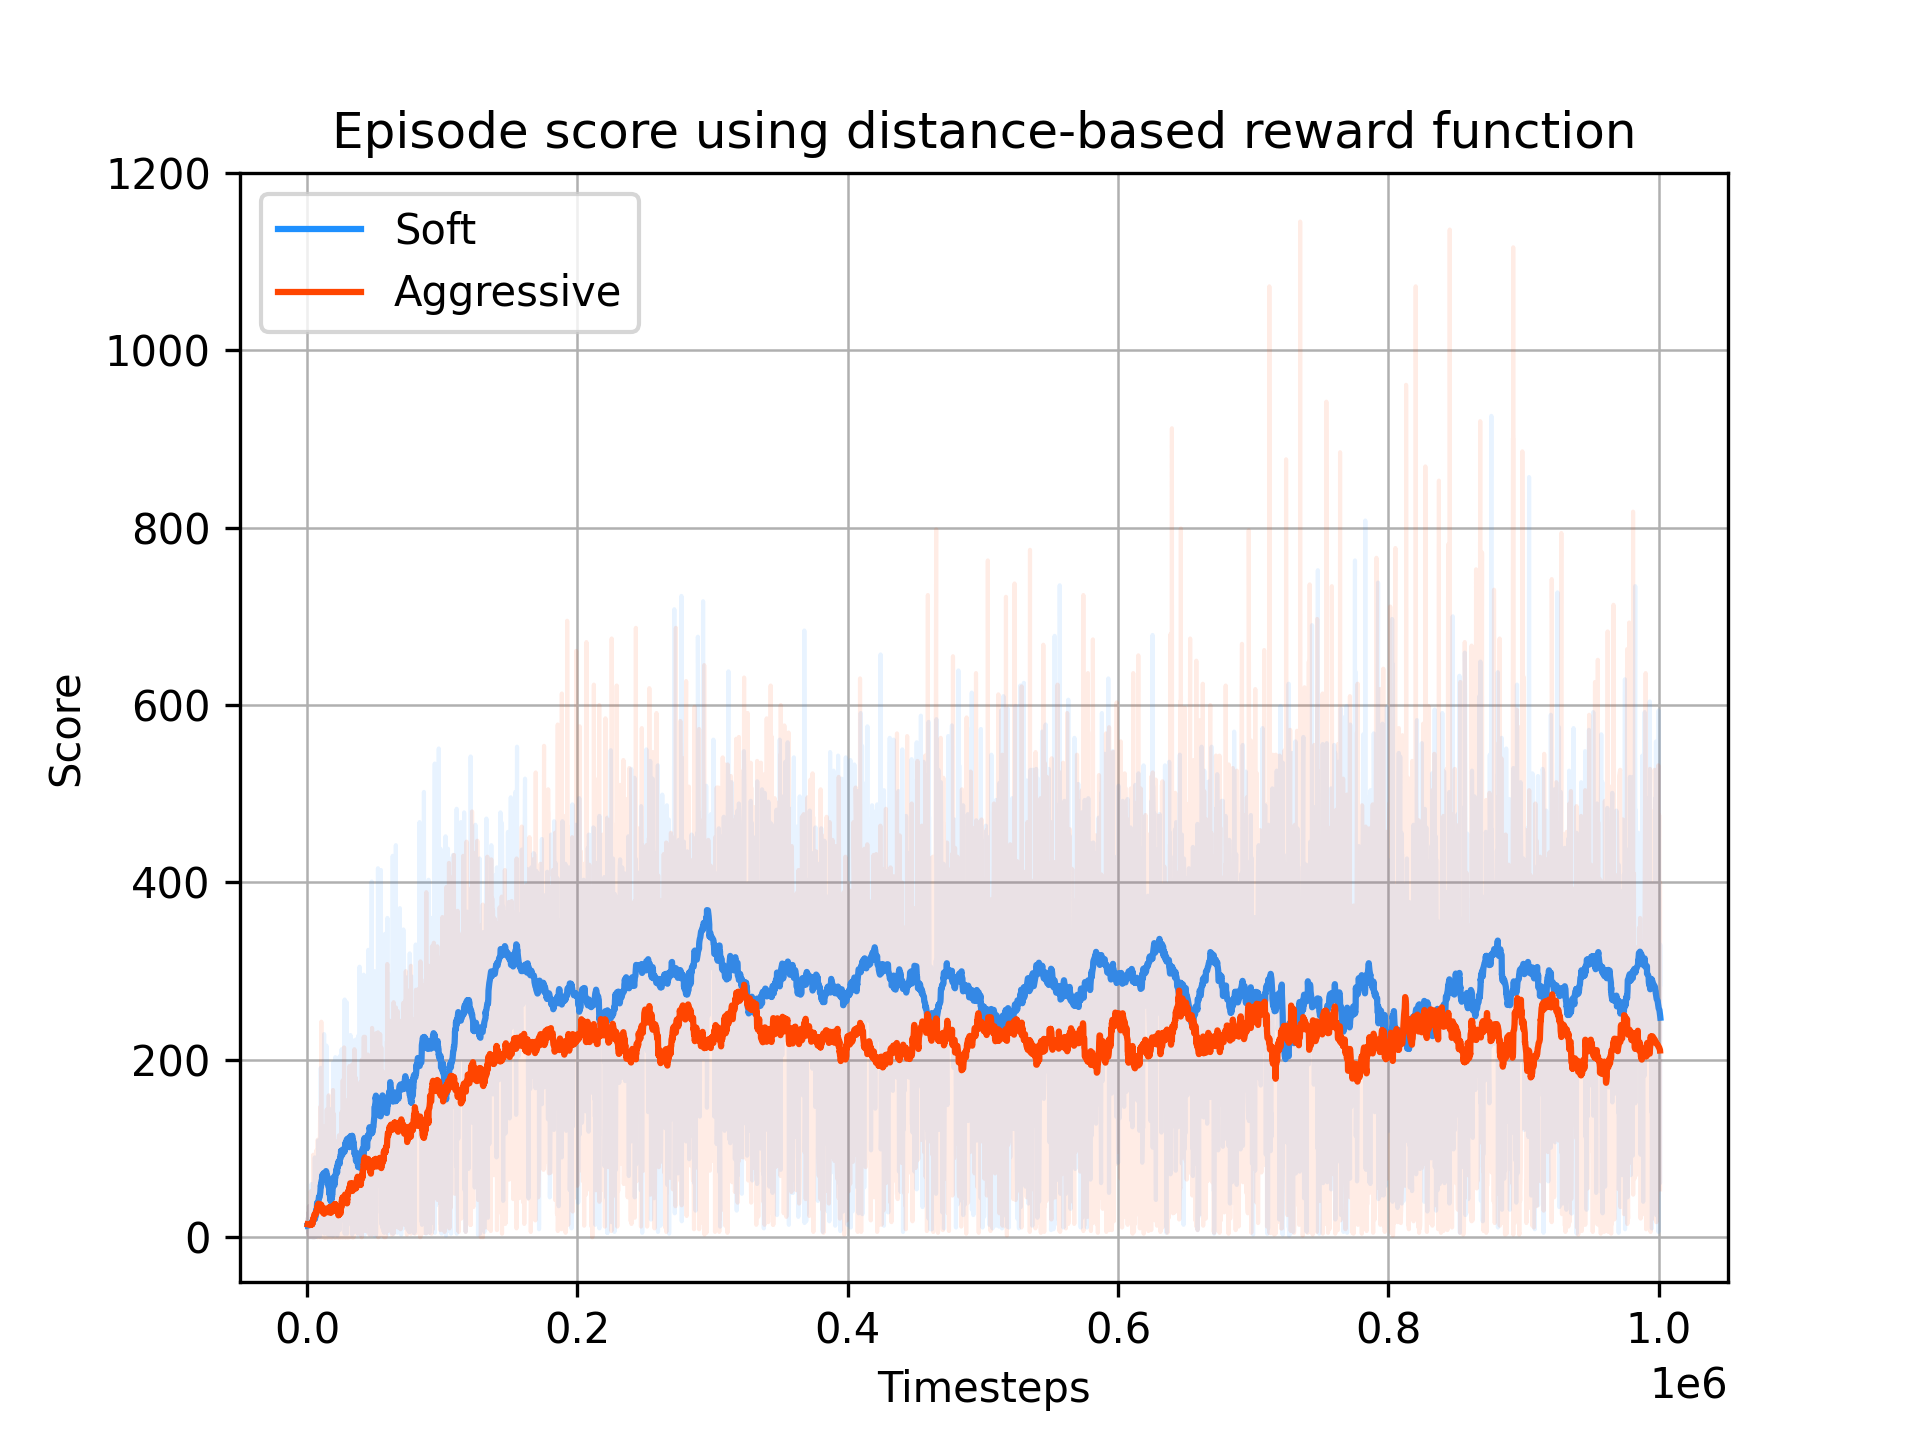 Episode score using distance-based reward function
1200
1000
800
600
400
200
0
Score
Soft
Aggressive
0.0 0.2 0.4 0.6 0.8 1.0
1e6
Timesteps